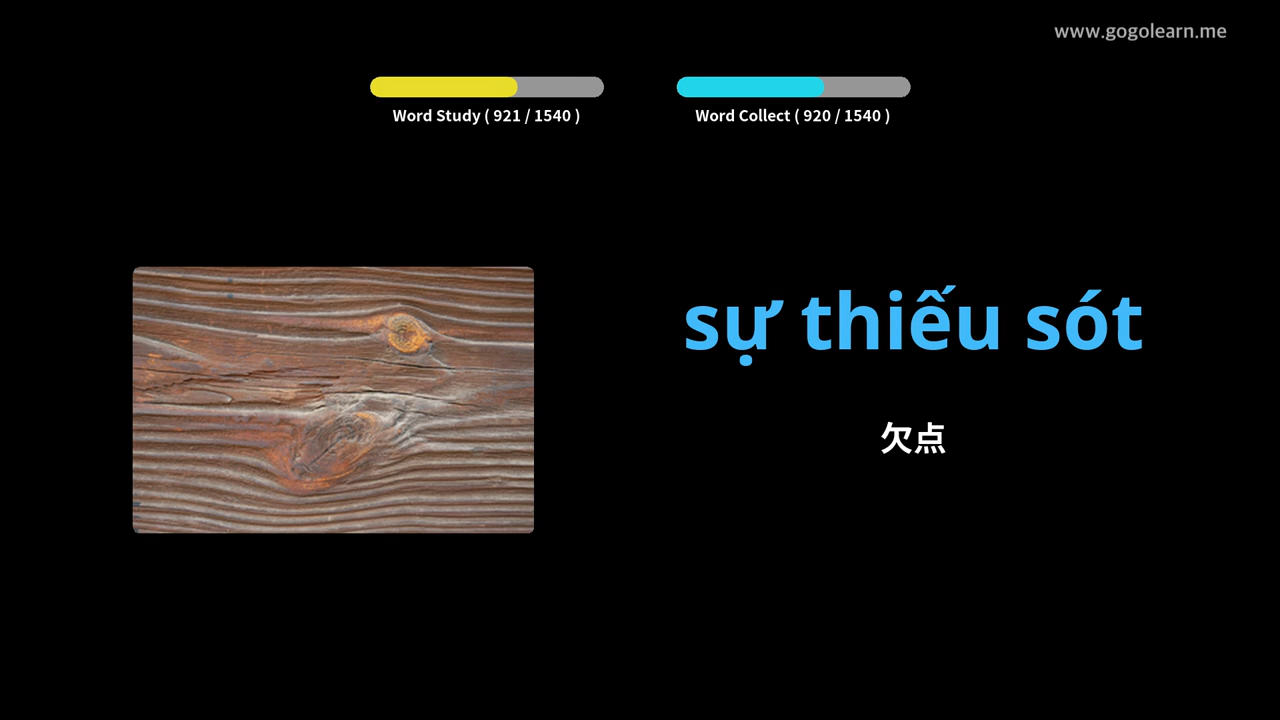 www.gogolearn.me
Word Study ( 921 / 1540 )
Word Collect ( 920 / 1540 )
sự thiếu sót
欠点